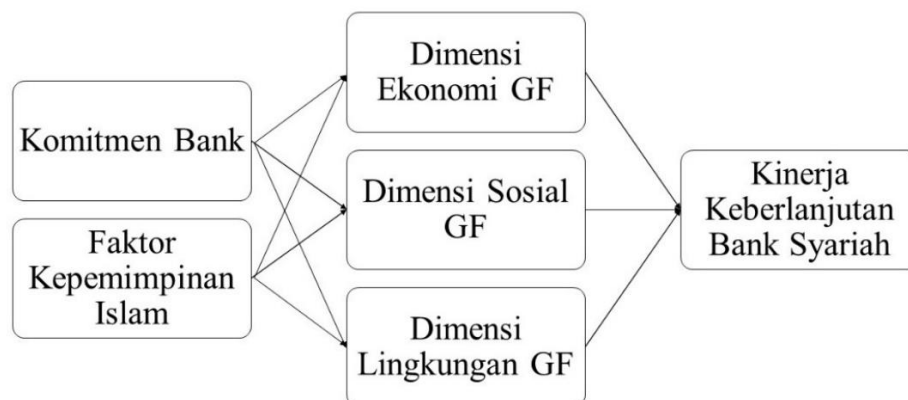 Komitmen Bank
Faktor
Kepemimpinan
Islam
Dimensi
Ekonomi GF
Dimensi Sosial
GF
Dimensi
Lingkungan GF
Kinerja
Keberlanjutan
Bank Syariah